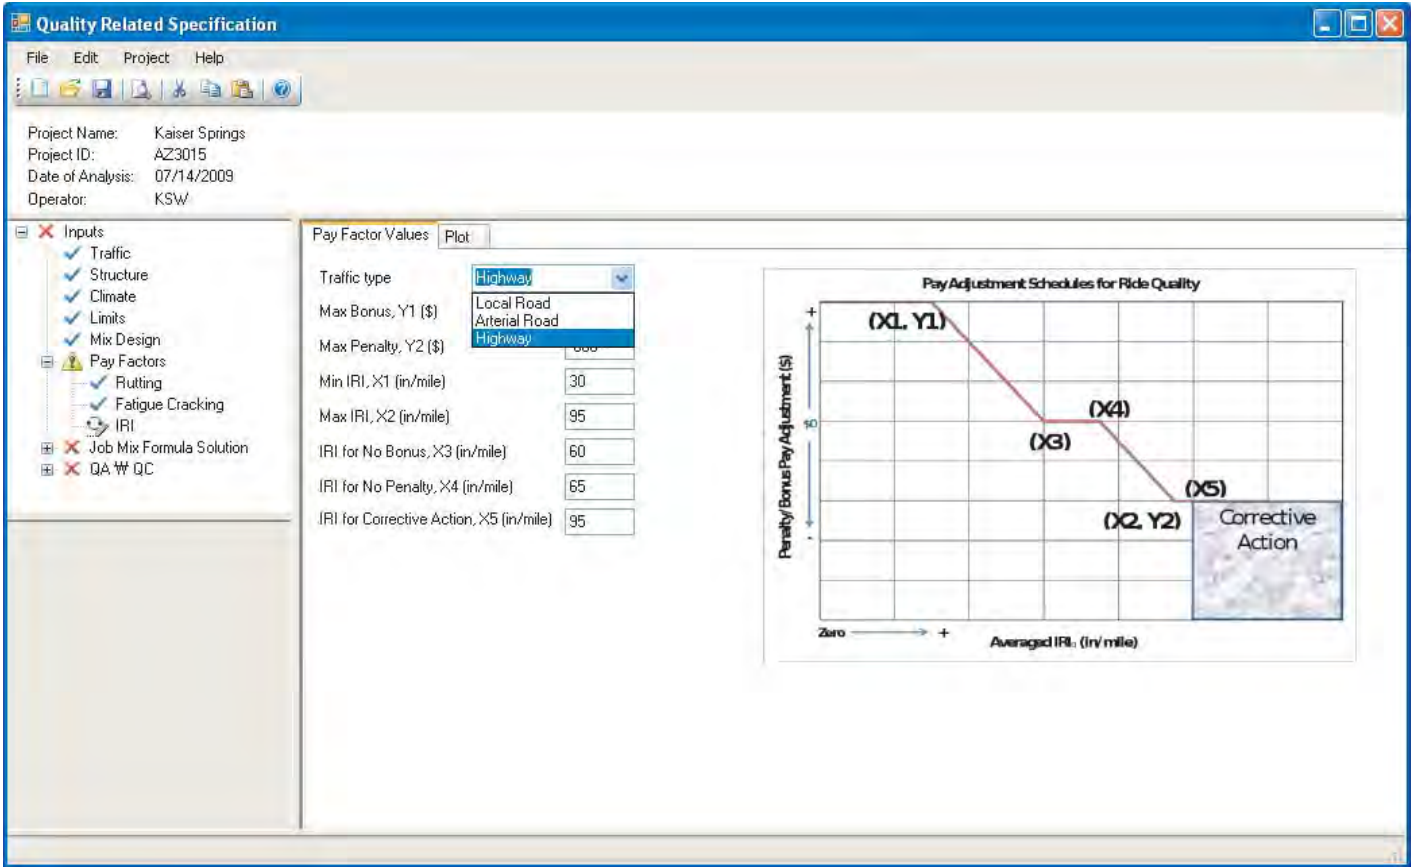 Quality Related Specification
File Edit Project Help
Project Name: Kaiser Springs
Project ID: AZ3015
Date of Analysis: 07/14/2009
Operator: KSW
Inputs
Traffic
Structure
Climate
Limits
Mix Design
Pay Factors
Rutting
Fatigue Cracking
IRI
Job Mix Formula Solution
QA ₩ QC
Pay Factor Values Plot
Traffic type Highway
Local Road
Arterial Road
Highway
Max Bonus, Y1 ($)
Max Penalty, Y2 ($)
Min IRI, X1 (in/mile) 30
Max IRI, X2 (in/mile) 95
IRI for No Bonus, X3 (in/mile) 60
IRI for No Penalty, X4 (in/mile) 65
IRI for Corrective Action, X5 (in/mile) 95
Pay Adjustment Schedules for Ride Quality
Penalty/Bonus Pay Adjustment ($)
+
$0
-
(X1, Y1)
(X4)
(X3)
(X5)
(X2, Y2)
Corrective
Action
Zero +
Averaged IRI₀ (in/mile)